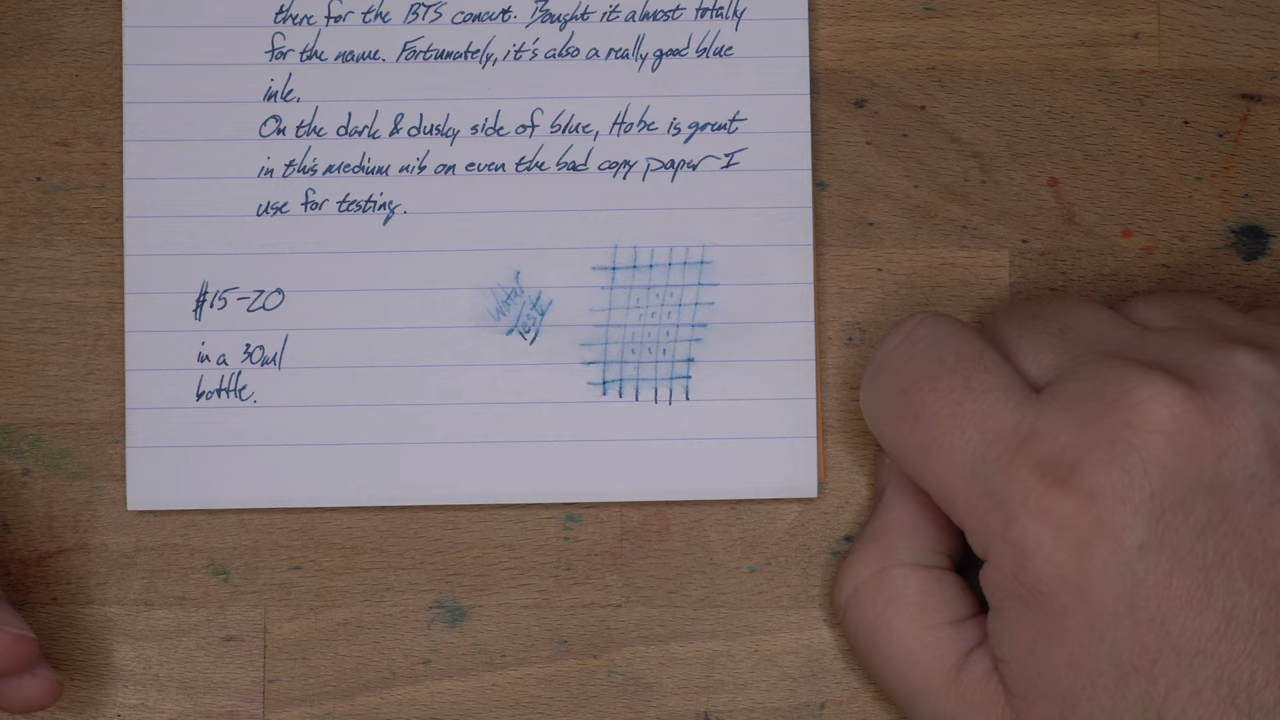 there for the BTS concert. Bought it almost totally
for the name. Fortunately, it's also a really good blue
ink.
On the dark & dusky side of blue, Hobe is great
in this medium nib on even the bad copy paper I
use for testing.
$15-20
in a 30ml
bottle.
Water
Test